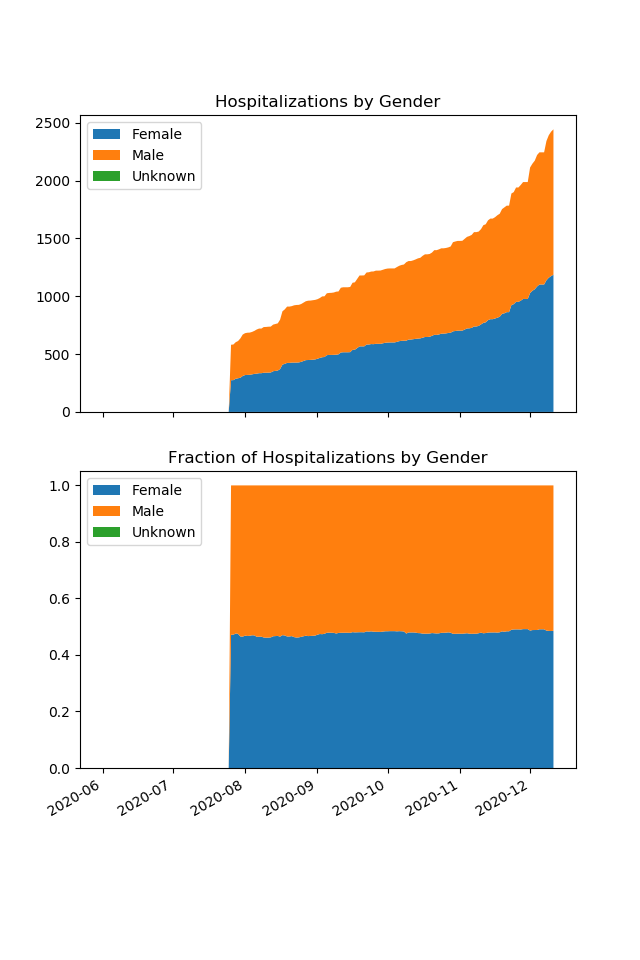 Hospitalizations by Gender
2500
2000
1500
1000
500
0
Female
Male
Unknown
Fraction of Hospitalizations by Gender
1.0
0.8
0.6
0.4
0.2
0.0
Female
Male
Unknown
2020-06
2020-07
2020-08
2020-09
2020-10
2020-11
2020-12